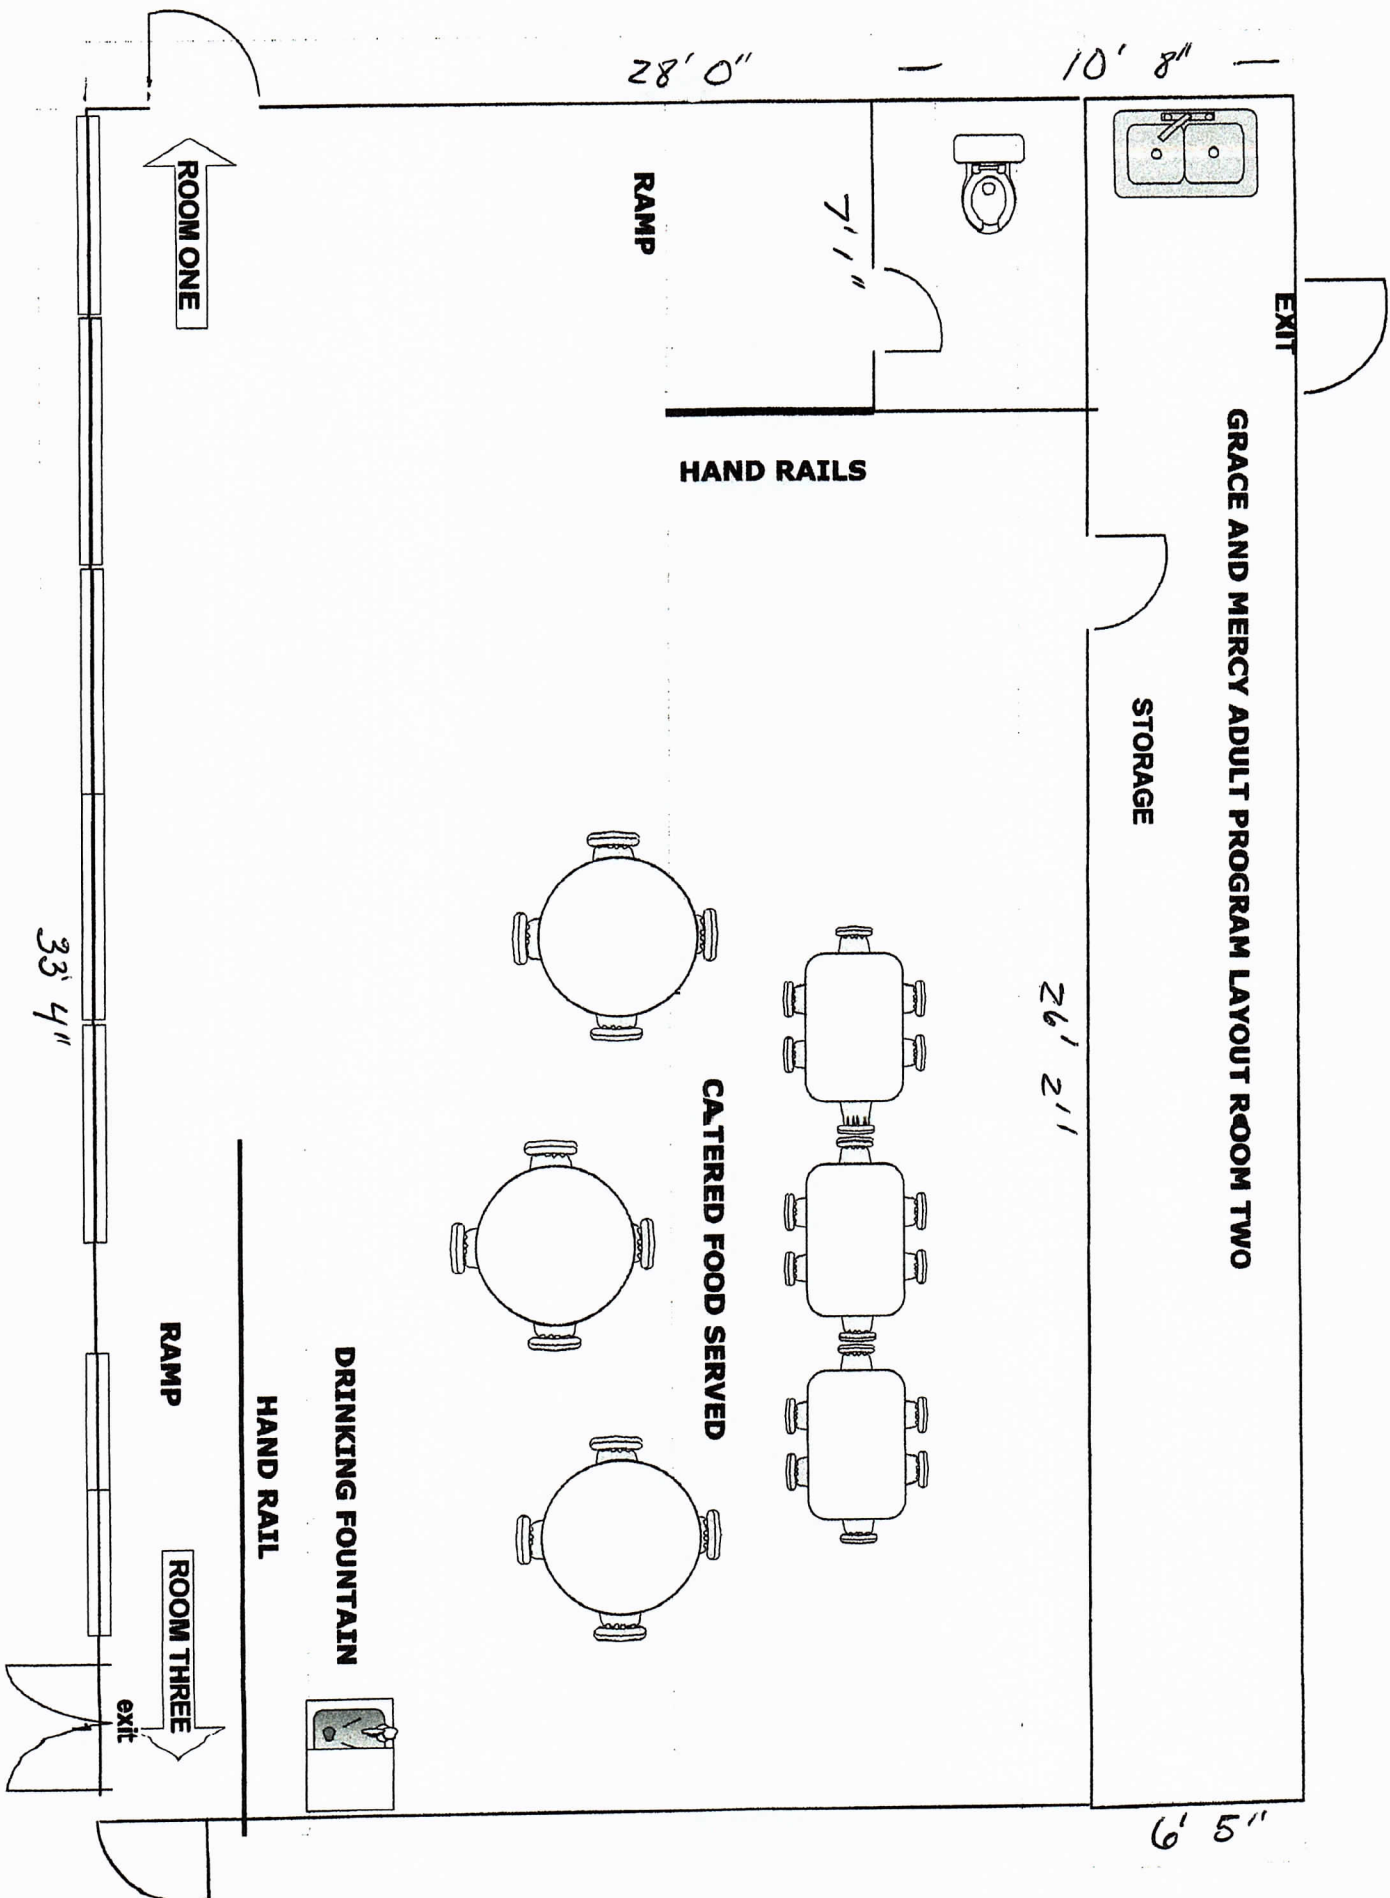 GRACE AND MERCY ADULT PROGRAM LAYOUT ROOM TWO
EXIT
STORAGE
10' 8"
6' 5"
26' 2"
7' 1"
28' 0"
RAMP
HAND RAILS
CATERED FOOD SERVED
DRINKING FOUNTAIN
HAND RAIL
ROOM ONE
RAMP
ROOM THREE
exit
33' 4"